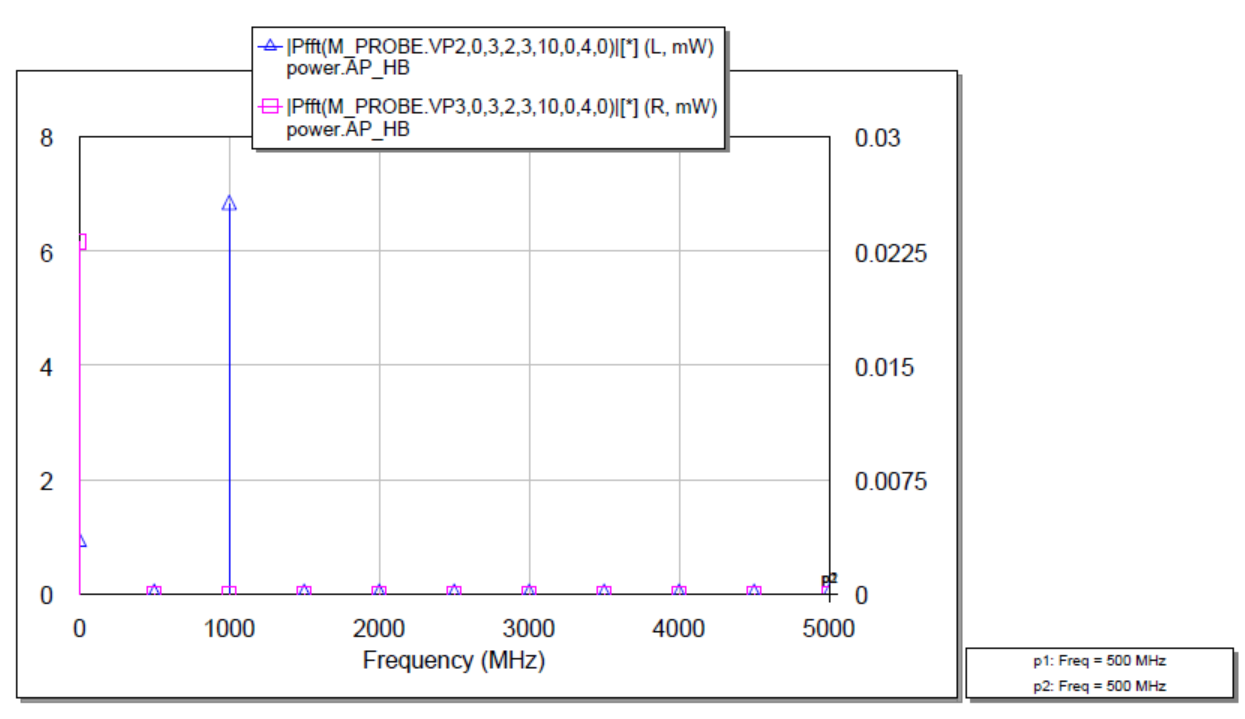 |Pfft(M_PROBE.VP2,0,3,2,3,10,0,4,0)|[*] (L, mW)
power.AP_HB
|Pfft(M_PROBE.VP3,0,3,2,3,10,0,4,0)|[*] (R, mW)
power.AP_HB
8
0.03
6
0.0225
4
0.015
2
0.0075
p2
0
0
0
1000
2000
3000
4000
5000
Frequency (MHz)
p1: Freq = 500 MHz
p2: Freq = 500 MHz